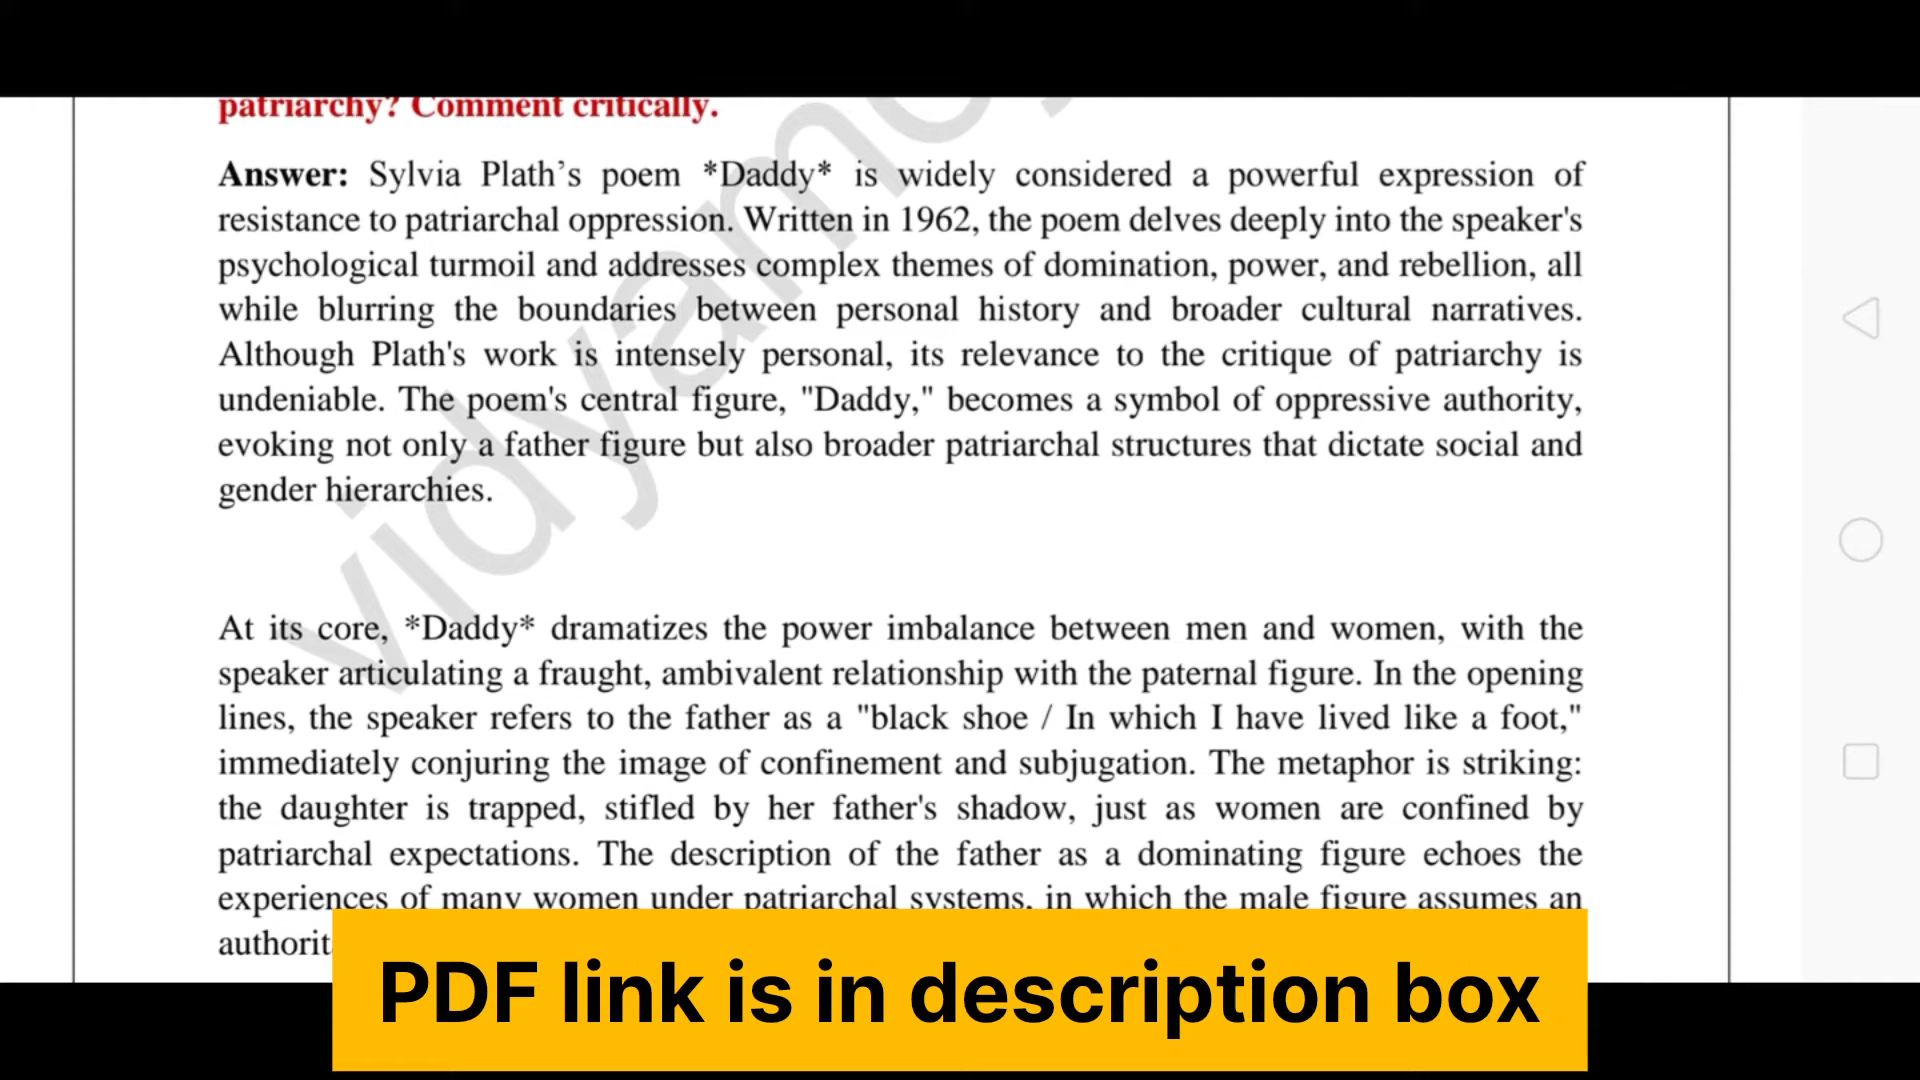 patriarchy? Comment critically.
Answer: Sylvia Plath’s poem *Daddy* is widely considered a powerful expression of
resistance to patriarchal oppression. Written in 1962, the poem delves deeply into the speaker's
psychological turmoil and addresses complex themes of domination, power, and rebellion, all
while blurring the boundaries between personal history and broader cultural narratives.
Although Plath's work is intensely personal, its relevance to the critique of patriarchy is
undeniable. The poem's central figure, "Daddy," becomes a symbol of oppressive authority,
evoking not only a father figure but also broader patriarchal structures that dictate social and
gender hierarchies.
At its core, *Daddy* dramatizes the power imbalance between men and women, with the
speaker articulating a fraught, ambivalent relationship with the paternal figure. In the opening
lines, the speaker refers to the father as a "black shoe / In which I have lived like a foot,"
immediately conjuring the image of confinement and subjugation. The metaphor is striking:
the daughter is trapped, stifled by her father's shadow, just as women are confined by
patriarchal expectations. The description of the father as a dominating figure echoes the
experiences of many women under patriarchal systems, in which the male figure assumes an
authorit
PDF link is in description box
vidyamo